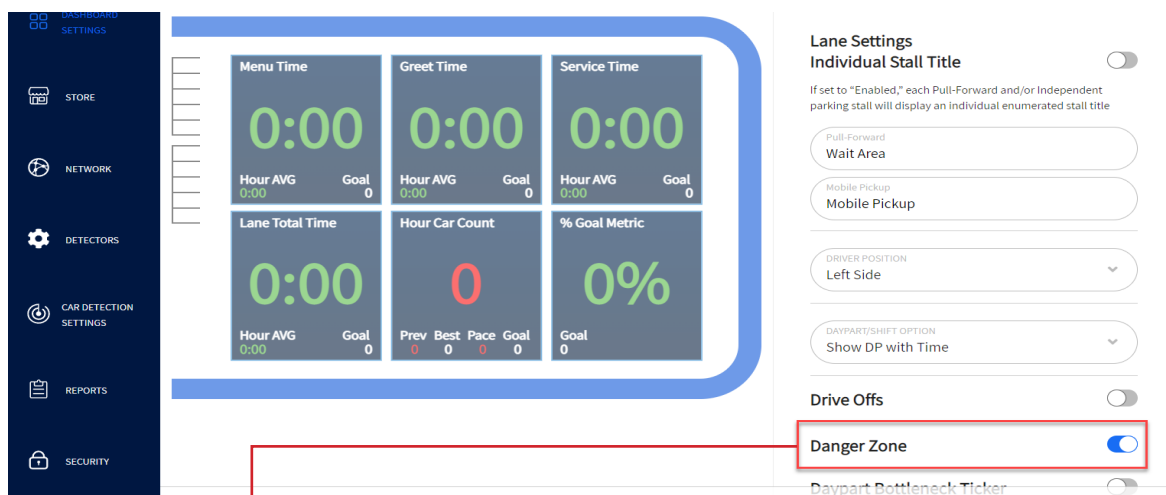 DASHBOARD
SETTINGS
STORE
NETWORK
DETECTORS
CAR DETECTION
SETTINGS
REPORTS
SECURITY
Menu Time
0:00
Hour AVG Goal
0:00 0
Greet Time
0:00
Hour AVG Goal
0:00 0
Service Time
0:00
Hour AVG Goal
0:00 0
Lane Total Time
0:00
Hour AVG Goal
0:00 0
Hour Car Count
0
Prev Best Pace Goal
0 0 0 0
% Goal Metric
0%
Goal
0
Lane Settings
Individual Stall Title
If set to "Enabled," each Pull-Forward and/or Independent
parking stall will display an individual enumerated stall title
Pull-Forward
Wait Area
Mobile Pickup
Mobile Pickup
DRIVER POSITION
Left Side
DAYPART/SHIFT OPTION
Show DP with Time
Drive Offs
Danger Zone
Daypart Bottleneck Ticker